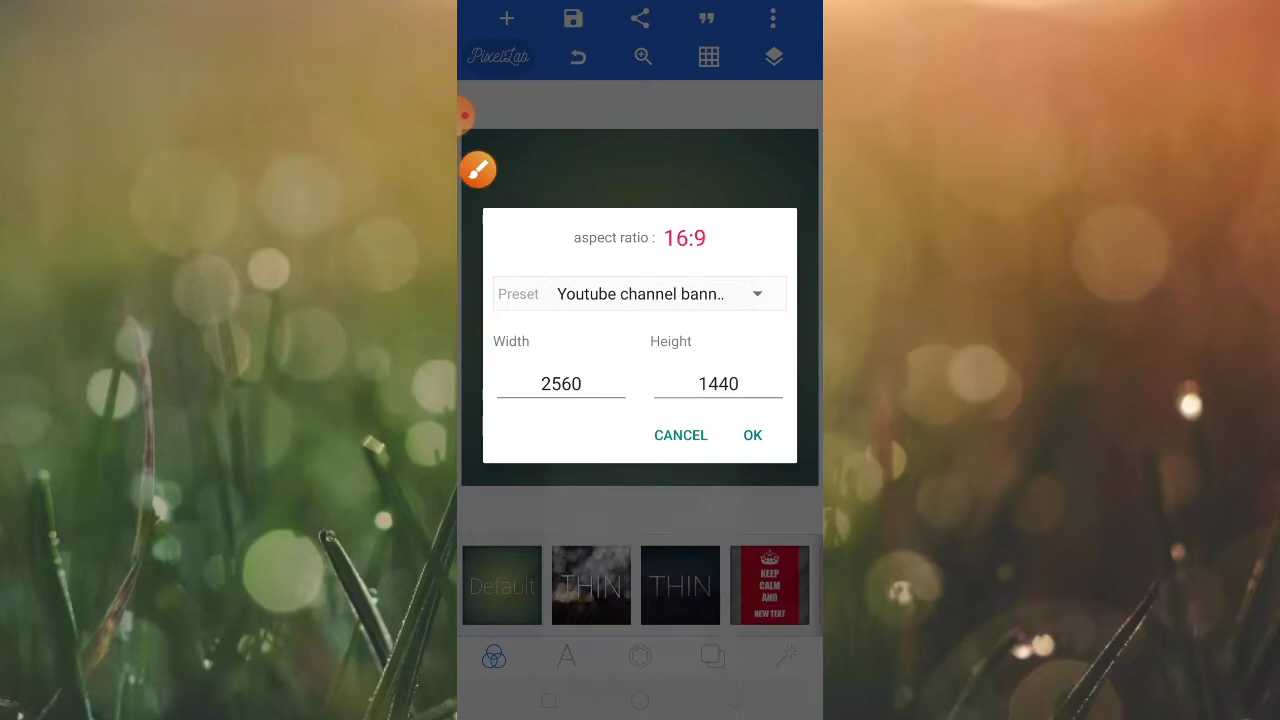 PixelLab
aspect ratio : 16:9
Preset Youtube channel bann..
Width Height
2560 1440
CANCEL OK
Default THIN THIN KEEP
CALM
AND
NEW TEXT
A